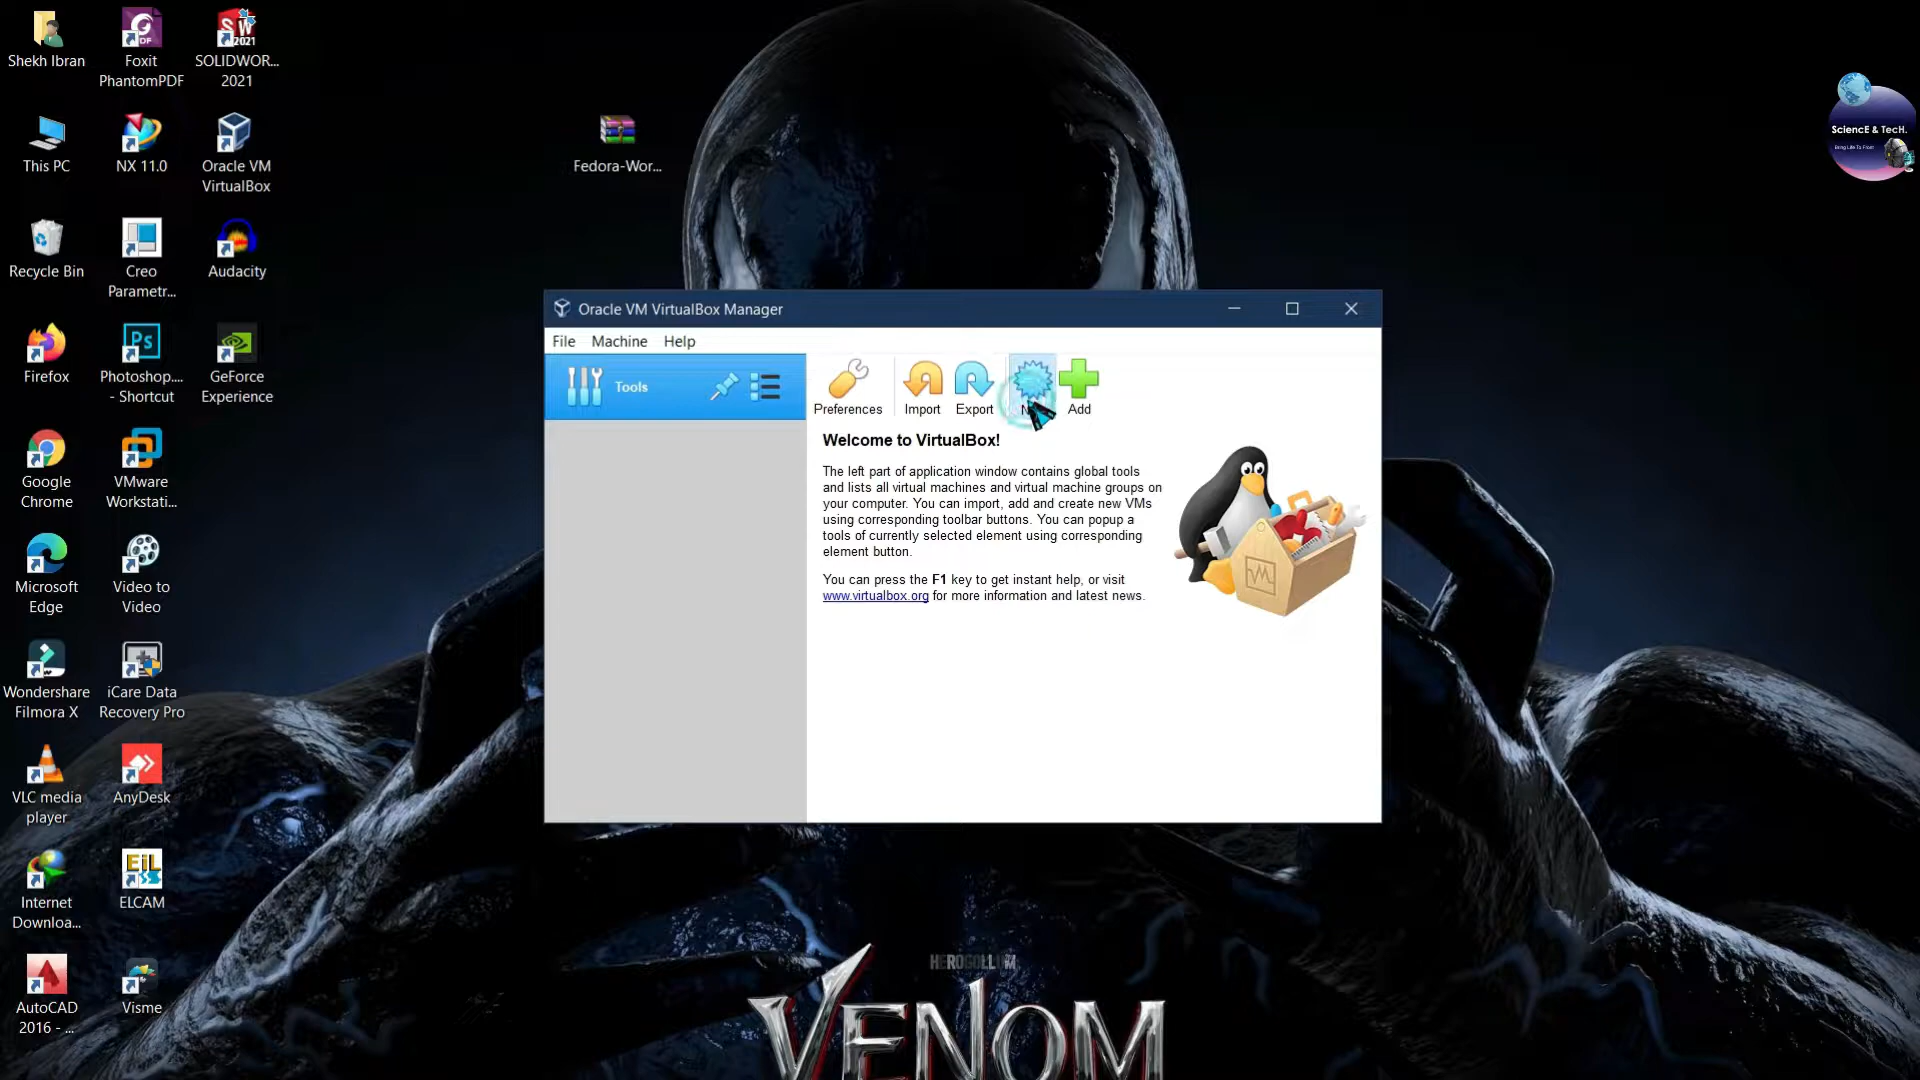 Shekh Ibran
Foxit
PhantomPDF
SOLIDWOR...
2021
This PC
NX 11.0
Oracle VM
VirtualBox
Recycle Bin
Creo
Parametr...
Audacity
Firefox
Photoshop....
- Shortcut
GeForce
Experience
Google
Chrome
VMware
Workstati...
Microsoft
Edge
Video to
Video
Wondershare
Filmora X
iCare Data
Recovery Pro
VLC media
player
AnyDesk
Internet
Downloa...
ELCAM
AutoCAD
2016 - ...
Visme
Fedora-Wor...
SciencE & TecH.
Bring Life To Front
Oracle VM VirtualBox Manager
File Machine Help
Tools
Preferences Import Export Add
Welcome to VirtualBox!
The left part of application window contains global tools
and lists all virtual machines and virtual machine groups on
your computer. You can import, add and create new VMs
using corresponding toolbar buttons. You can popup a
tools of currently selected element using corresponding
element button.
You can press the F1 key to get instant help, or visit
www.virtualbox.org for more information and latest news.
HEROGOLLUM
VENOM